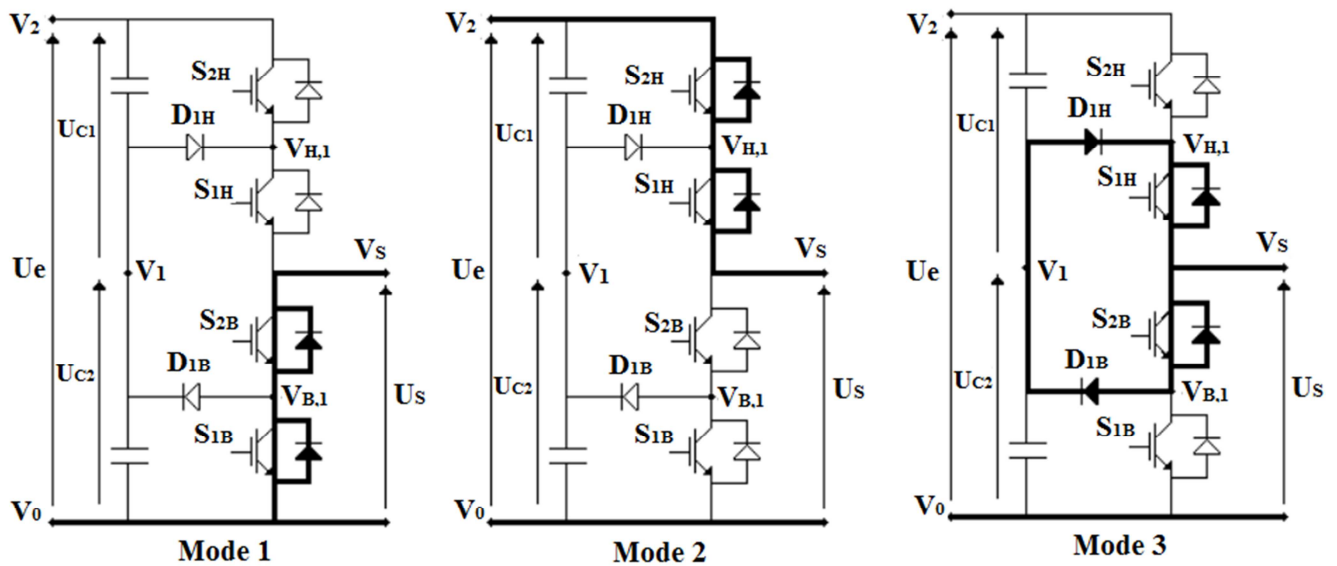 V2
S2H
D1H
UC1
VH,1
S1H
VS
Ue
V1
S2B
D1B
UC2
VB,1
US
S1B
V0
Mode 1
V2
S2H
D1H
UC1
VH,1
S1H
VS
Ue
V1
S2B
D1B
UC2
VB,1
US
S1B
V0
Mode 2
V2
S2H
D1H
UC1
VH,1
S1H
VS
Ue
V1
S2B
D1B
UC2
VB,1
US
S1B
V0
Mode 3